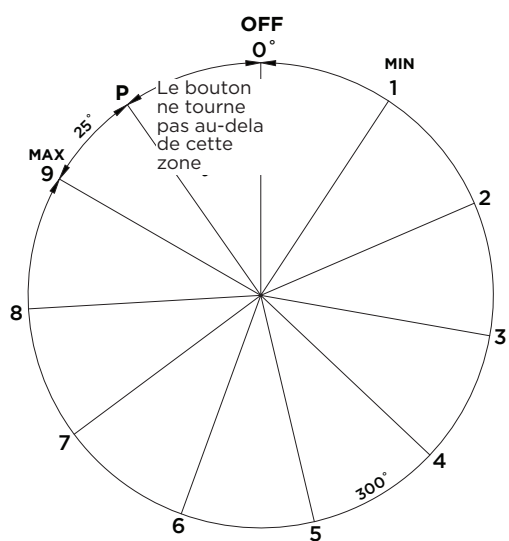 OFF
0°
MIN
1
P
Le bouton
ne tourne
pas au-dela
de cette
zone
25°
MAX
9
2
8
3
7
4
300°
6
5